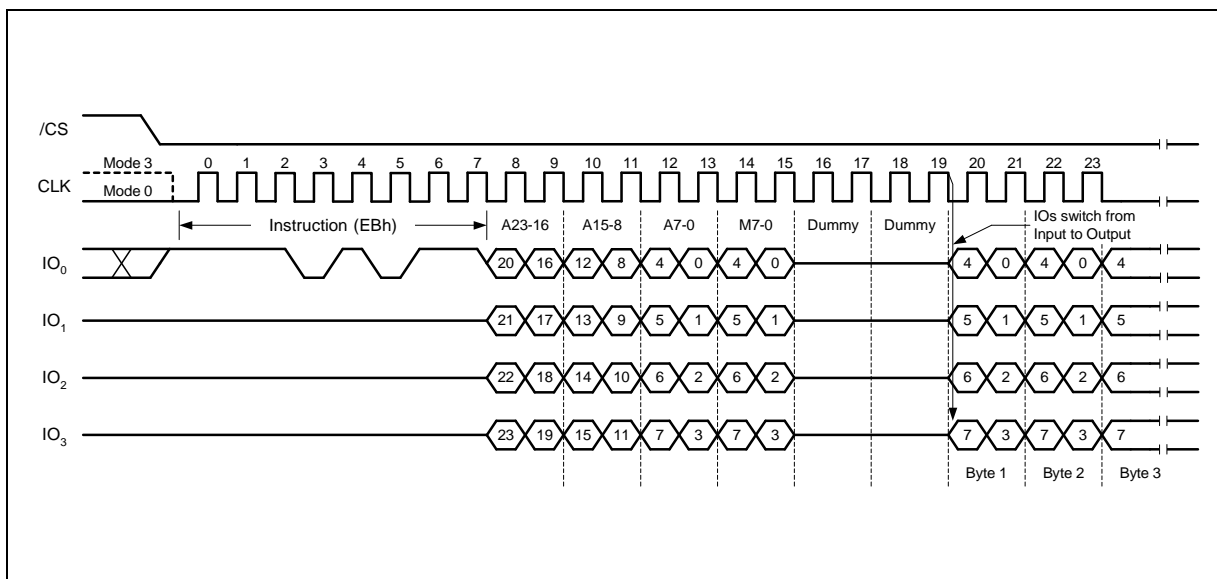 /CS
Mode 3
0 1 2 3 4 5 6 7 8 9 10 11 12 13 14 15 16 17 18 19 20 21 22 23
CLK
Mode 0
Instruction (EBh)
A23-16 A15-8 A7-0 M7-0 Dummy Dummy
IOs switch from
Input to Output
IO0 20 16 12 8 4 0 4 0 4 0 4 0 4
IO1 21 17 13 9 5 1 5 1 5 1 5 1 5
IO2 22 18 14 10 6 2 6 2 6 2 6 2 6
IO3 23 19 15 11 7 3 7 3 7 3 7 3 7
Byte 1 Byte 2 Byte 3